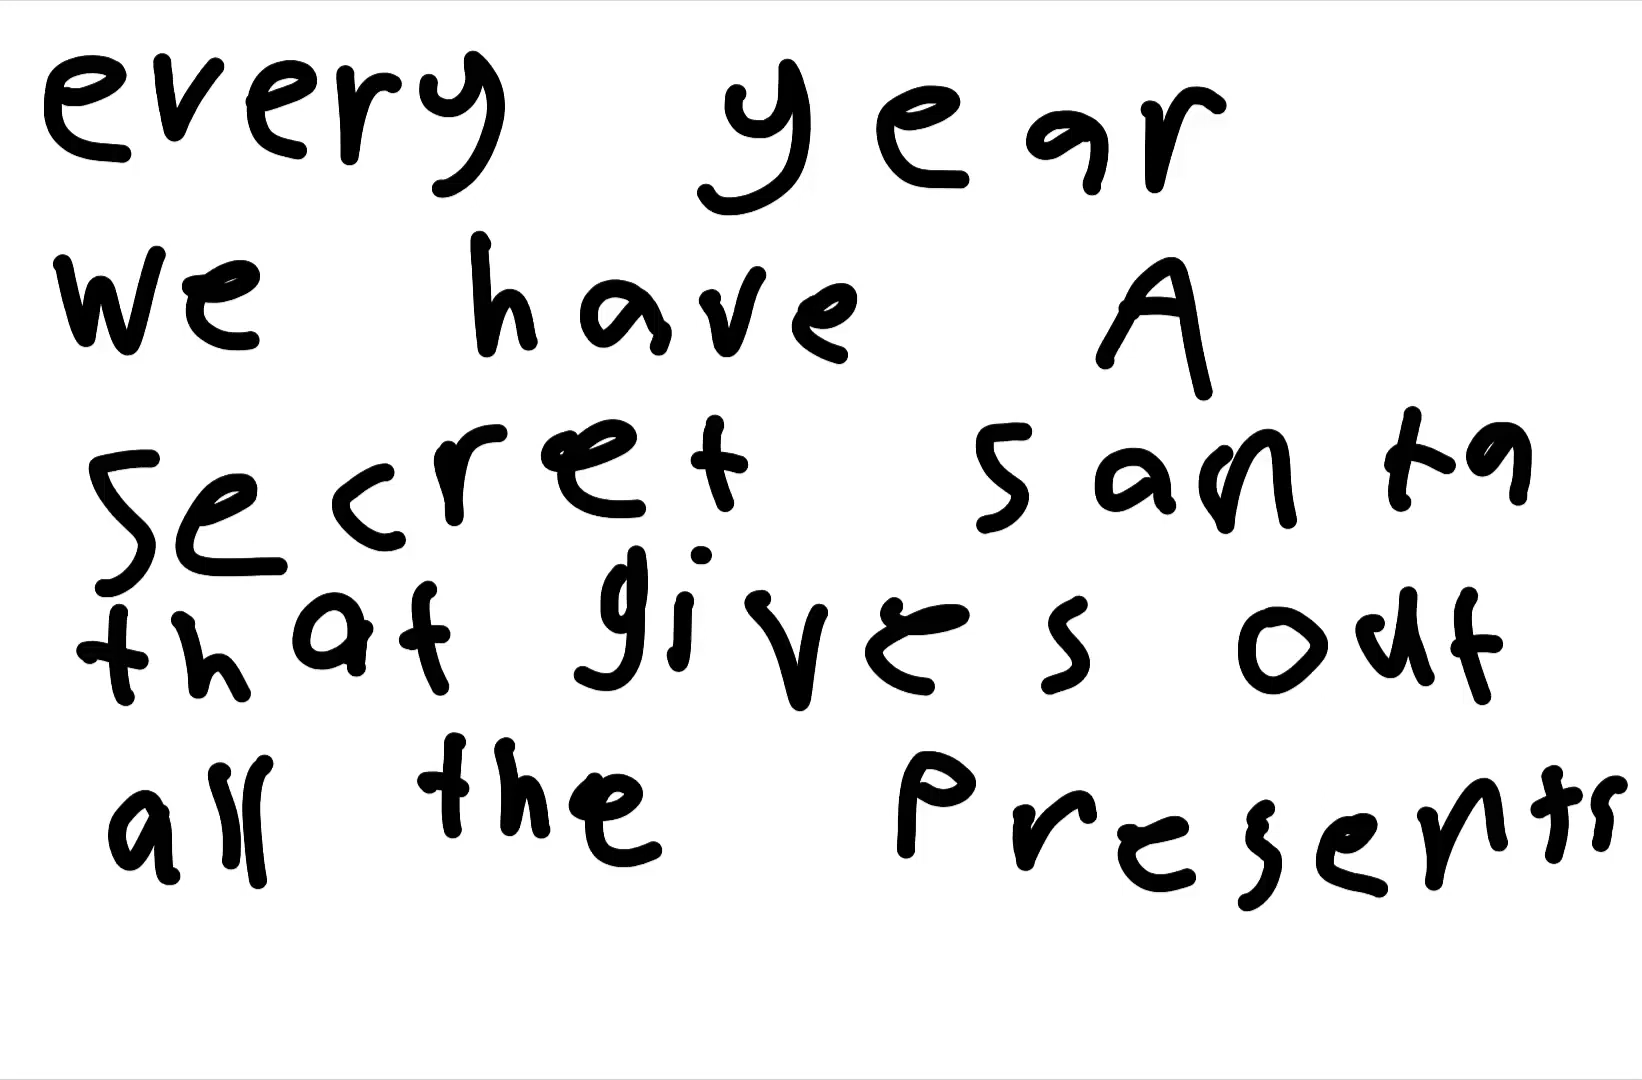 every year
we have A
secret santa
that gives out
all the Presents